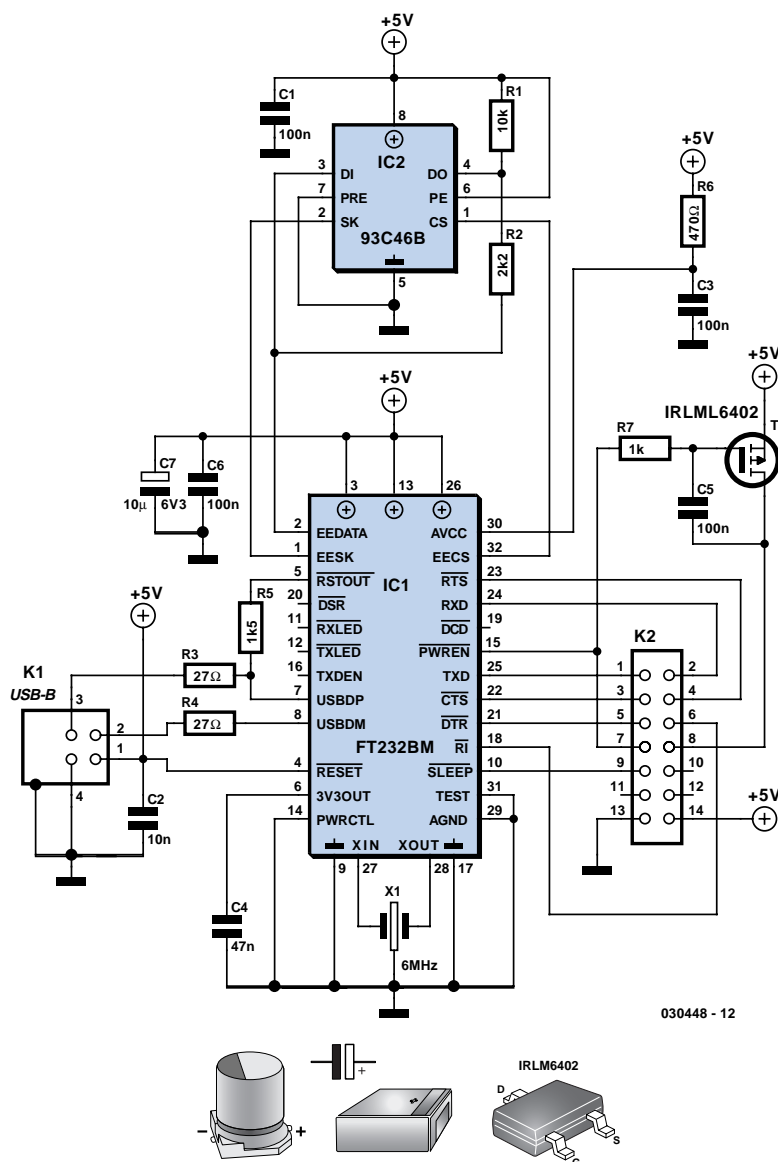 +5V
C1
100n
8
IC2
3 DI DO 4
7 PRE PE 6
2 SK CS 1
93C46B
5
R1
10k
R2
2k2
+5V
R6
470Ω
C3
100n
+5V
IRLML6402
T
R7
1k
C5
100n
+5V
C7
10µ 6V3
C6
100n
3 13 26
2 EEDATA AVCC 30
1 EESK EECS 32
5 RSTOUT RTS 23
IC1
20 DSR RXD 24
11 RXLED DCD 19
12 TXLED PWREN 15
16 TXDEN TXD 25
7 USBDP CTS 22
8 USBDM DTR 21
FT232BM RI 18
4 RESET SLEEP 10
6 3V3OUT TEST 31
14 PWRCTL AGND 29
XIN XOUT
9 27 28 17
+5V
R5
1k5
R3
27Ω
R4
27Ω
K1
USB-B
3
2
1
4
C2
10n
C4
47n
X1
6MHz
K2
1 2
3 4
5 6
7 8
9 10
11 12
13 14
+5V
030448 - 12
+
- +
IRLM6402
D
S
G